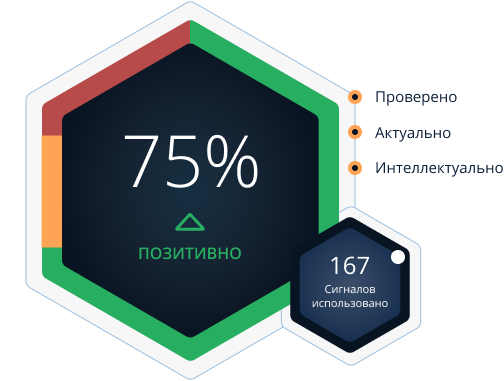 75%
позитивно
Проверено
Актуально
Интеллектуально
167
Сигналов
использовано